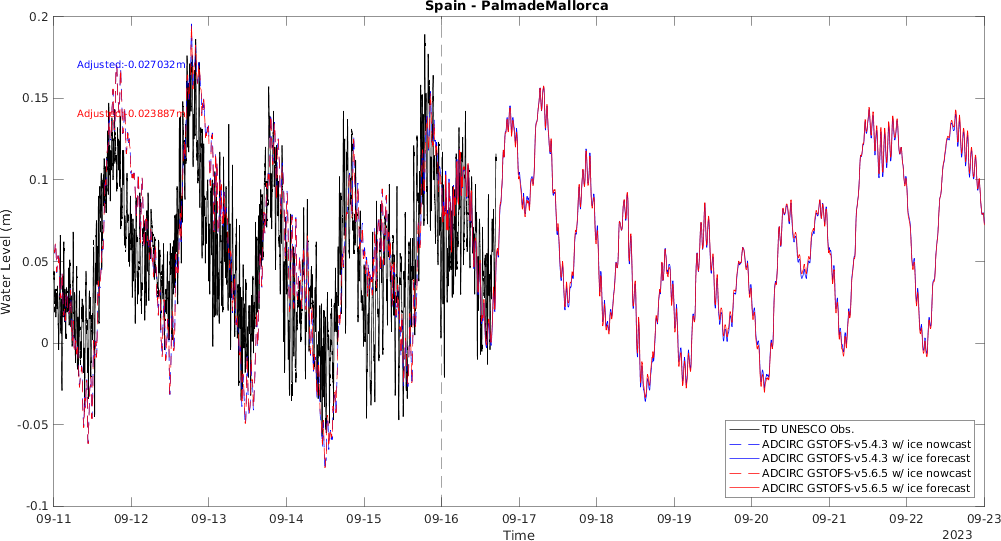 Spain - PalmadeMallorca
0.2
0.15
0.1
0.05
0
-0.05
-0.1
Water Level (m)
Adjusted:-0.027032m
Adjusted:-0.023887m
TD UNESCO Obs.
ADCIRC GSTOFS-v5.4.3 w/ ice nowcast
ADCIRC GSTOFS-v5.4.3 w/ ice forecast
ADCIRC GSTOFS-v5.6.5 w/ ice nowcast
ADCIRC GSTOFS-v5.6.5 w/ ice forecast
09-11 09-12 09-13 09-14 09-15 09-16 09-17 09-18 09-19 09-20 09-21 09-22 09-23
Time
2023